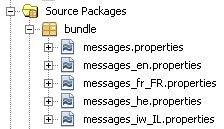 Source Packages
bundle
messages.properties
messages_en.properties
messages_fr_FR.properties
messages_he.properties
messages_iw_IL.properties